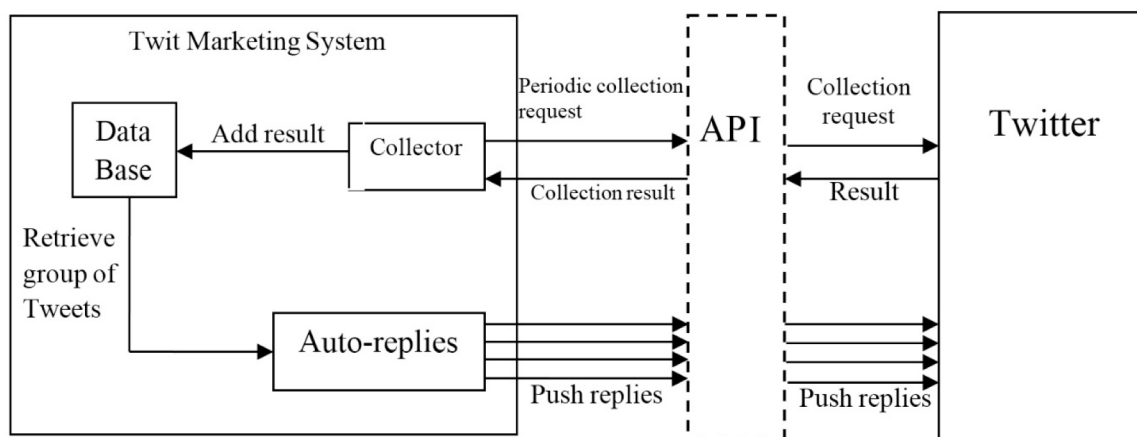 Twit Marketing System
Data
Base
Add result
Collector
Periodic collection
request
Collection result
API
Collection
request
Result
Twitter
Retrieve
group of
Tweets
Auto-replies
Push replies
Push replies